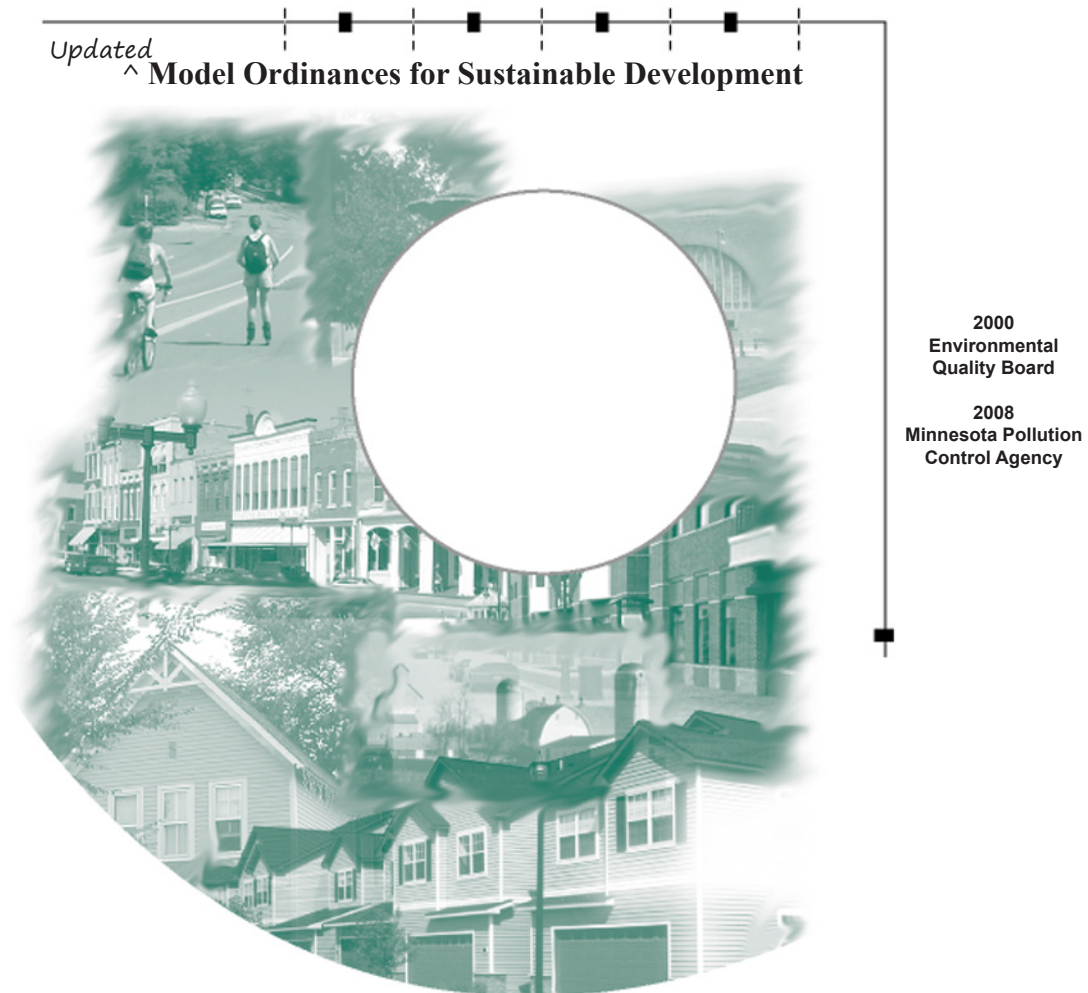 Updated
^ Model Ordinances for Sustainable Development
2000
Environmental
Quality Board
2008
Minnesota Pollution
Control Agency